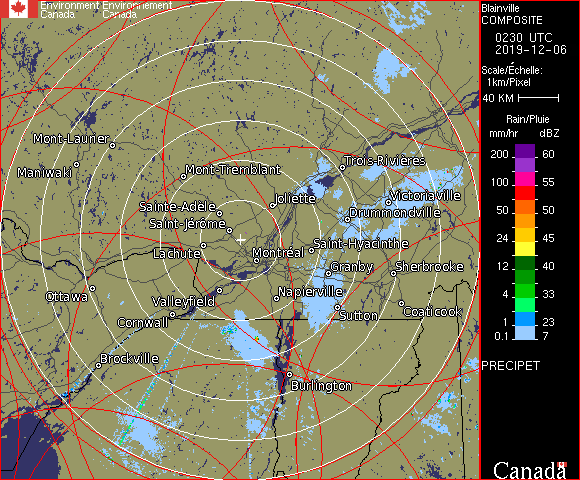 Environment Environnement
Canada Canada
Blainville
COMPOSITE
0230 UTC
2019-12-06
Scale/Échelle:
1km/Pixel
40 KM
Rain/Pluie
mm/hr dBZ
200 60
100 55
50 50
24 45
12 40
4 33
1 23
0.1 7
PRECIPET
Canada
Mont-Laurier
Maniwaki
Mont-Tremblant
Trois-Rivières
Joliette
Victoriaville
Sainte-Adèle
Drummondville
Saint-Jérôme
Saint-Hyacinthe
Lachute
Montréal
Granby
Sherbrooke
Ottawa
Valleyfield
Napierville
Coaticook
Cornwall
Sutton
Brockville
Burlington